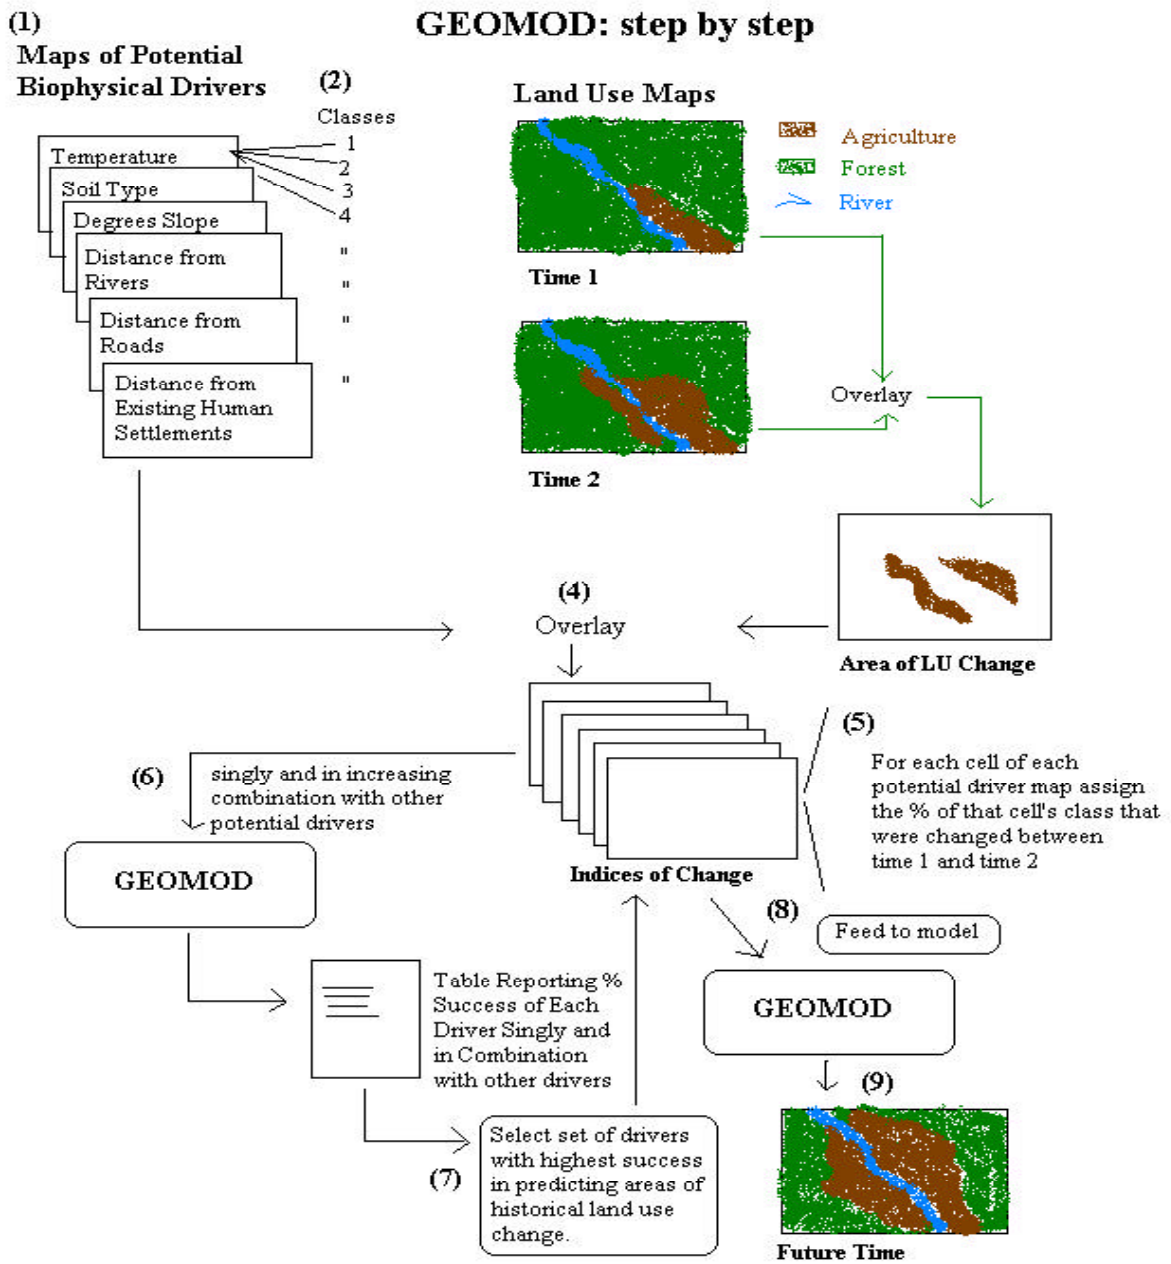 GEOMOD: step by step
(1)
Maps of Potential
Biophysical Drivers
(2)
Classes
1
2
3
4
"
"
"
"
Temperature
Soil Type
Degrees Slope
Distance from
Rivers
Distance from
Roads
Distance from
Existing Human
Settlements
Land Use Maps
Agriculture
Forest
River
Time 1
Time 2
Overlay
Area of LU Change
(4)
Overlay
Indices of Change
(5)
For each cell of each
potential driver map assign
the % of that cell's class that
were changed between
time 1 and time 2
(6)
singly and in increasing
combination with other
potential drivers
GEOMOD
Table Reporting %
Success of Each
Driver Singly and
in Combination
with other drivers
(7)
Select set of drivers
with highest success
in predicting areas of
historical land use
change.
(8)
Feed to model
GEOMOD
(9)
Future Time